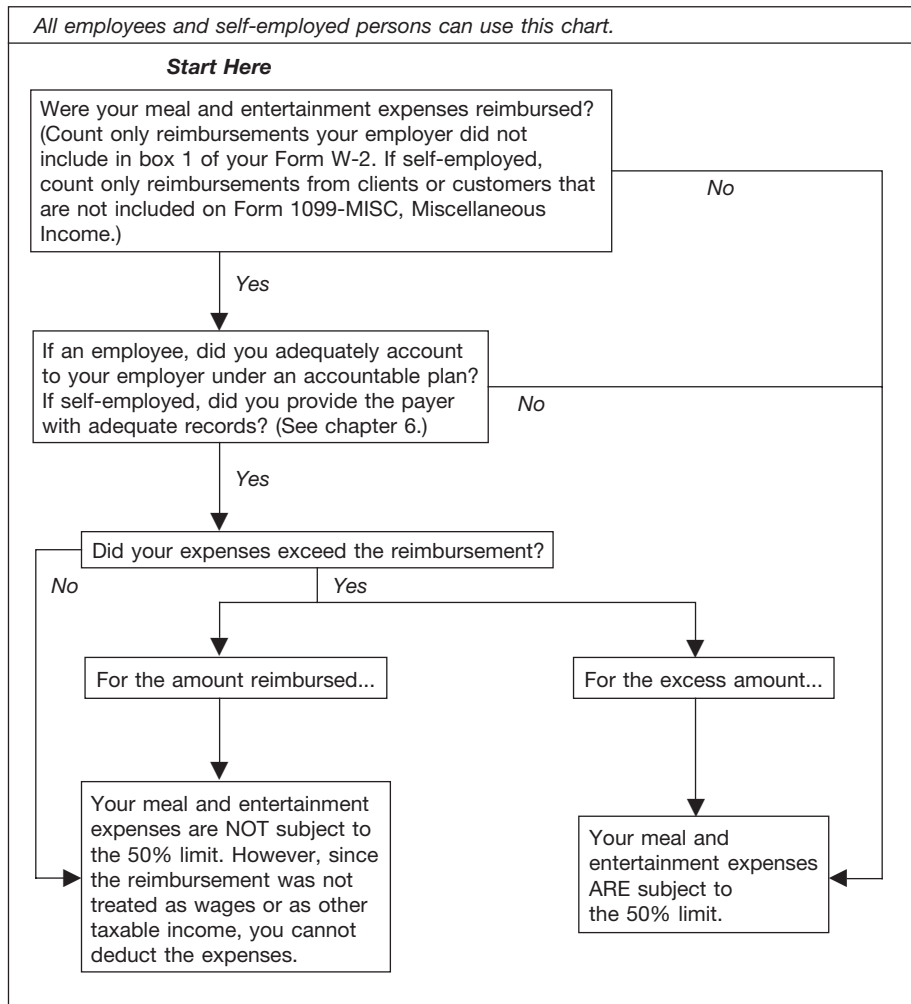 All employees and self-employed persons can use this chart.
Start Here
Were your meal and entertainment expenses reimbursed?
(Count only reimbursements your employer did not
include in box 1 of your Form W-2. If self-employed,
count only reimbursements from clients or customers that
are not included on Form 1099-MISC, Miscellaneous
Income.)
No
Yes
If an employee, did you adequately account
to your employer under an accountable plan?
If self-employed, did you provide the payer
with adequate records? (See chapter 6.)
No
Yes
Did your expenses exceed the reimbursement?
No
Yes
For the amount reimbursed...
For the excess amount...
Your meal and entertainment
expenses are NOT subject to
the 50% limit. However, since
the reimbursement was not
treated as wages or as other
taxable income, you cannot
deduct the expenses.
Your meal and
entertainment expenses
ARE subject to
the 50% limit.